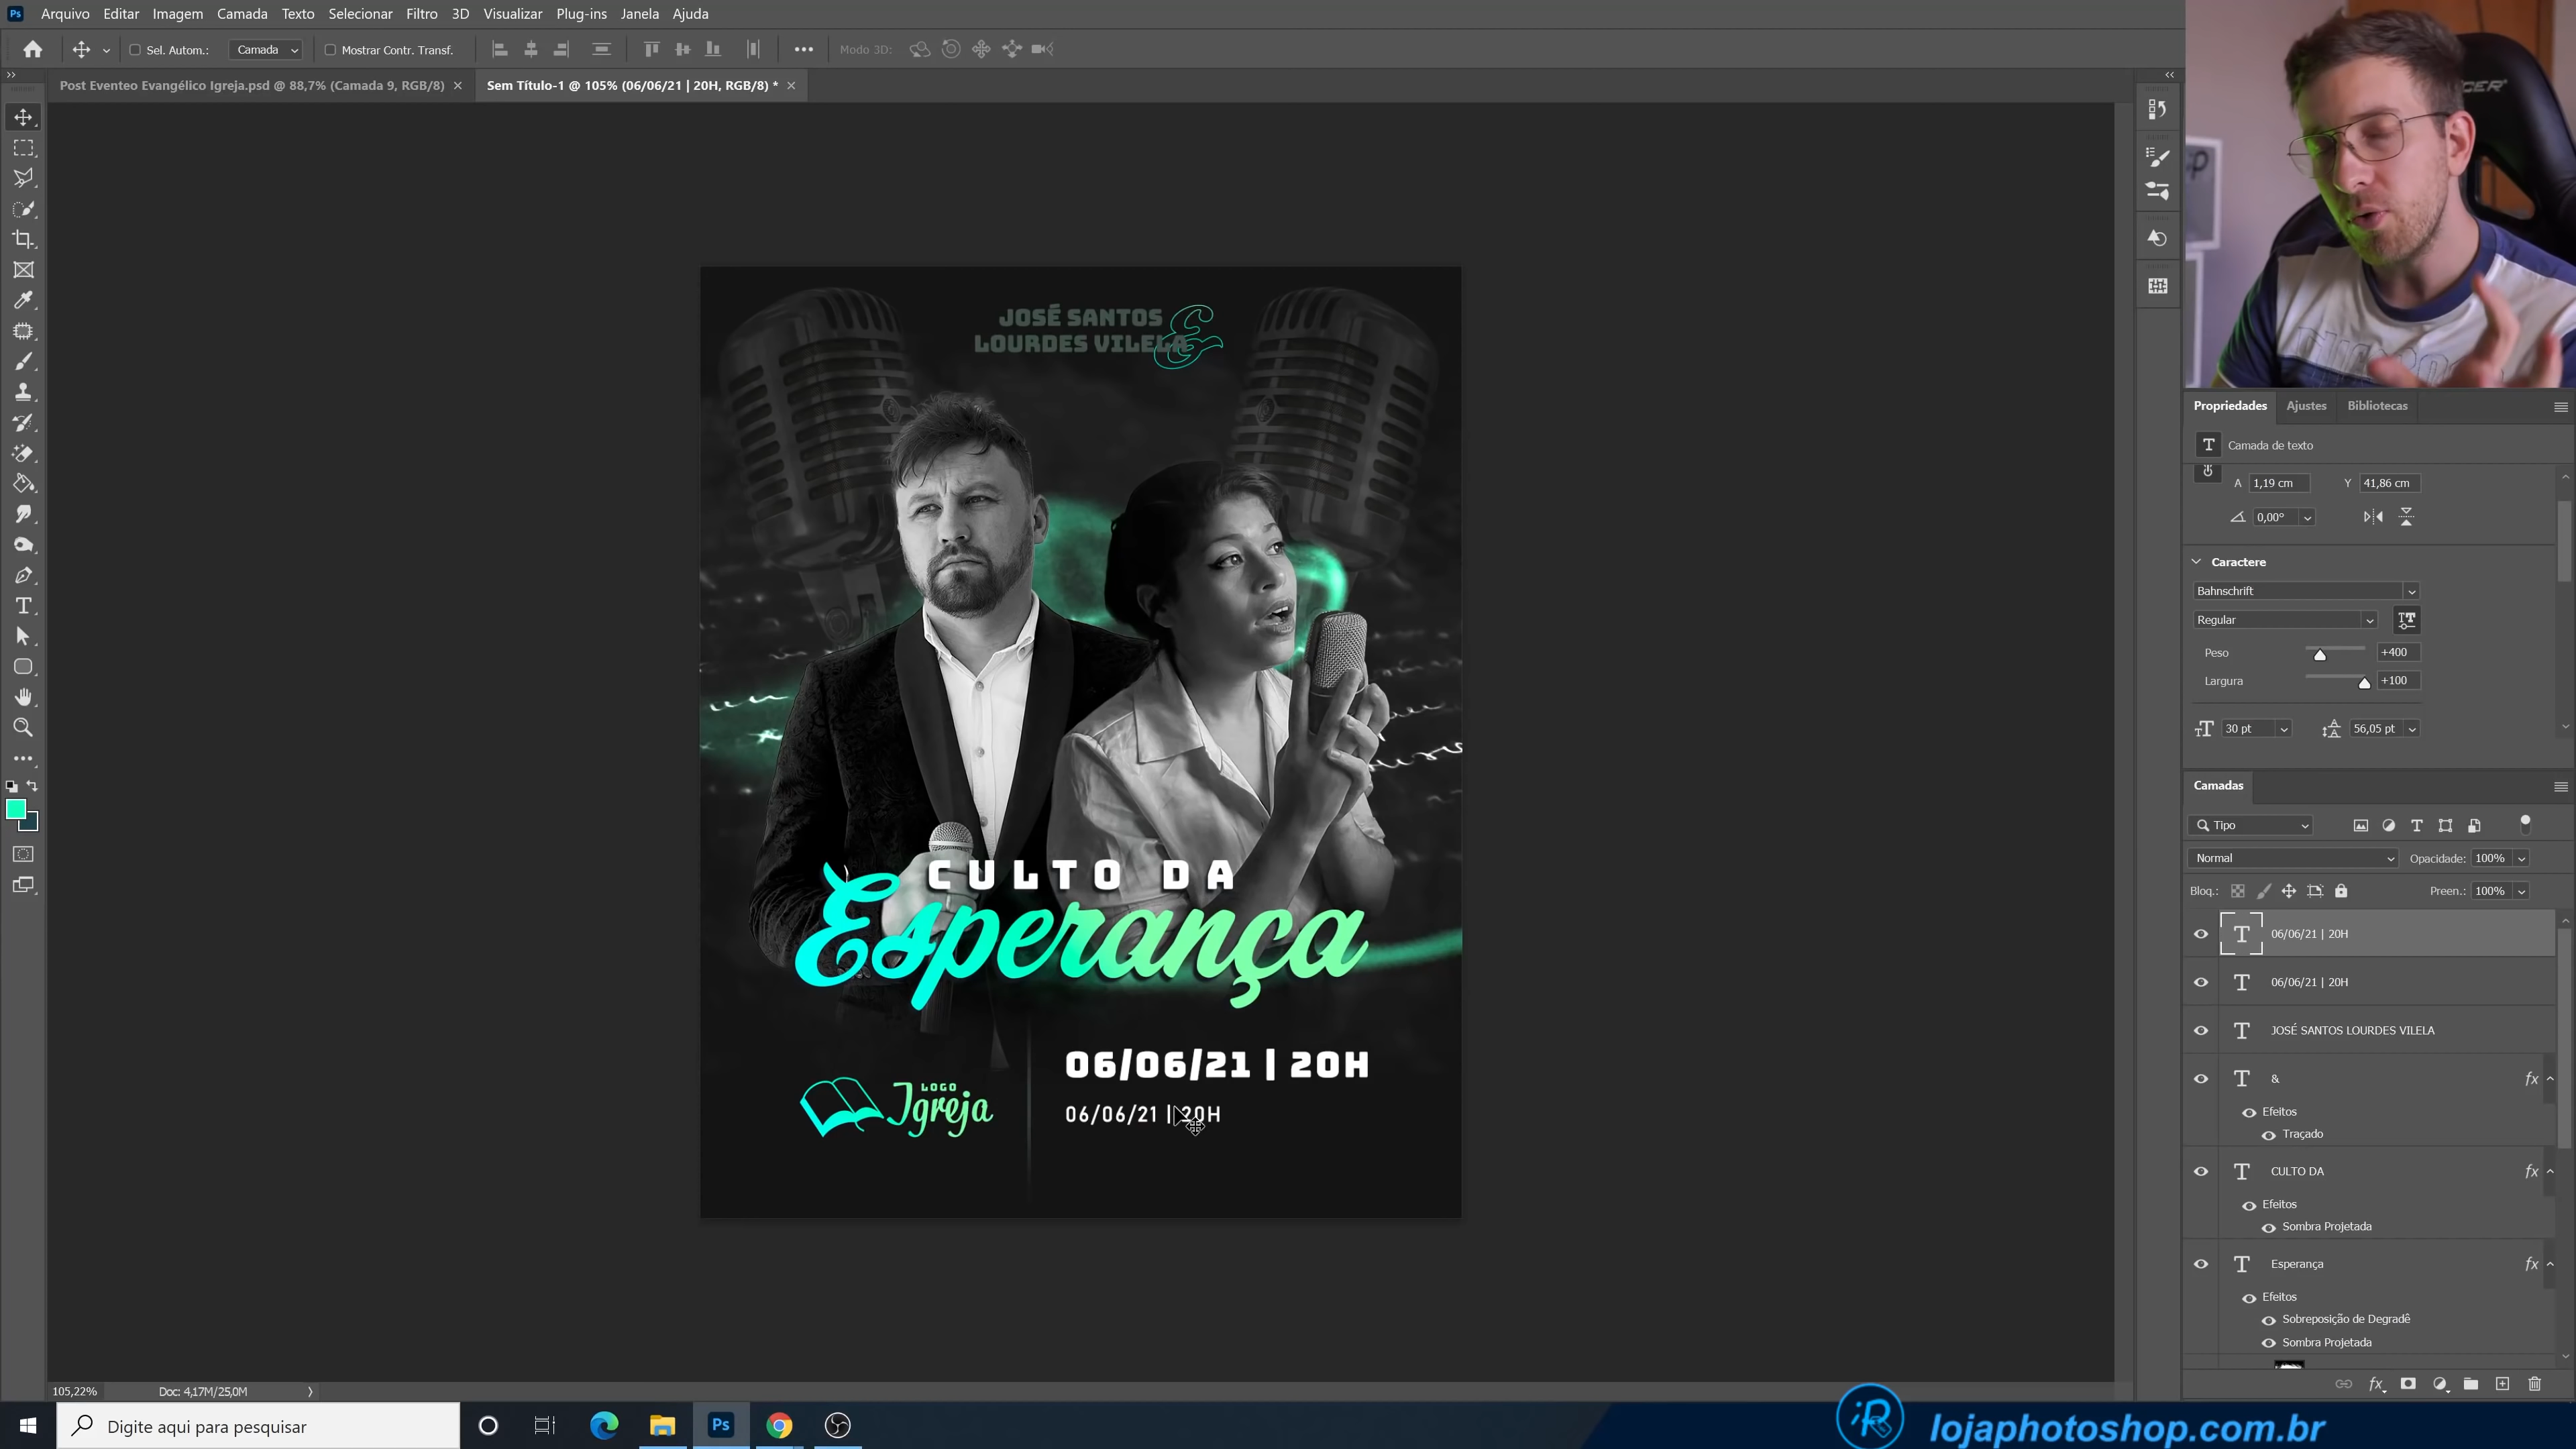 Ps Arquivo Editar Imagem Camada Texto Selecionar Filtro 3D Visualizar Plug-ins Janela Ajuda
Sel. Autom.: Camada Mostrar Contr. Transf. Modo 3D:
Post Eventeo Evangélico Igreja.psd @ 88,7% (Camada 9, RGB/8) × Sem Título-1 @ 105% (06/06/21 | 20H, RGB/8) * ×
JOSÉ SANTOS
LOURDES VILELA
&
CULTO DA
Esperança
LOGO
Igreja
06/06/21 | 20H
06/06/21 | 20H
Propriedades Ajustes Bibliotecas
T Camada de texto
A 1,19 cm Y 41,86 cm
0,00°
Caractere
Bahnschrift
Regular
Peso +400
Largura +100
30 pt 56,05 pt
Camadas
Tipo
Normal Opacidade: 100%
Bloq.: Preen.: 100%
T 06/06/21 | 20H
T 06/06/21 | 20H
T JOSÉ SANTOS LOURDES VILELA
T & fx
Efeitos
Traçado
T CULTO DA fx
Efeitos
Sombra Projetada
T Esperança fx
Efeitos
Sobreposição de Degradê
Sombra Projetada
fx
105,22% Doc: 4,17M/25,0M
Digite aqui para pesquisar
Ps
lojaphotoshop.com.br